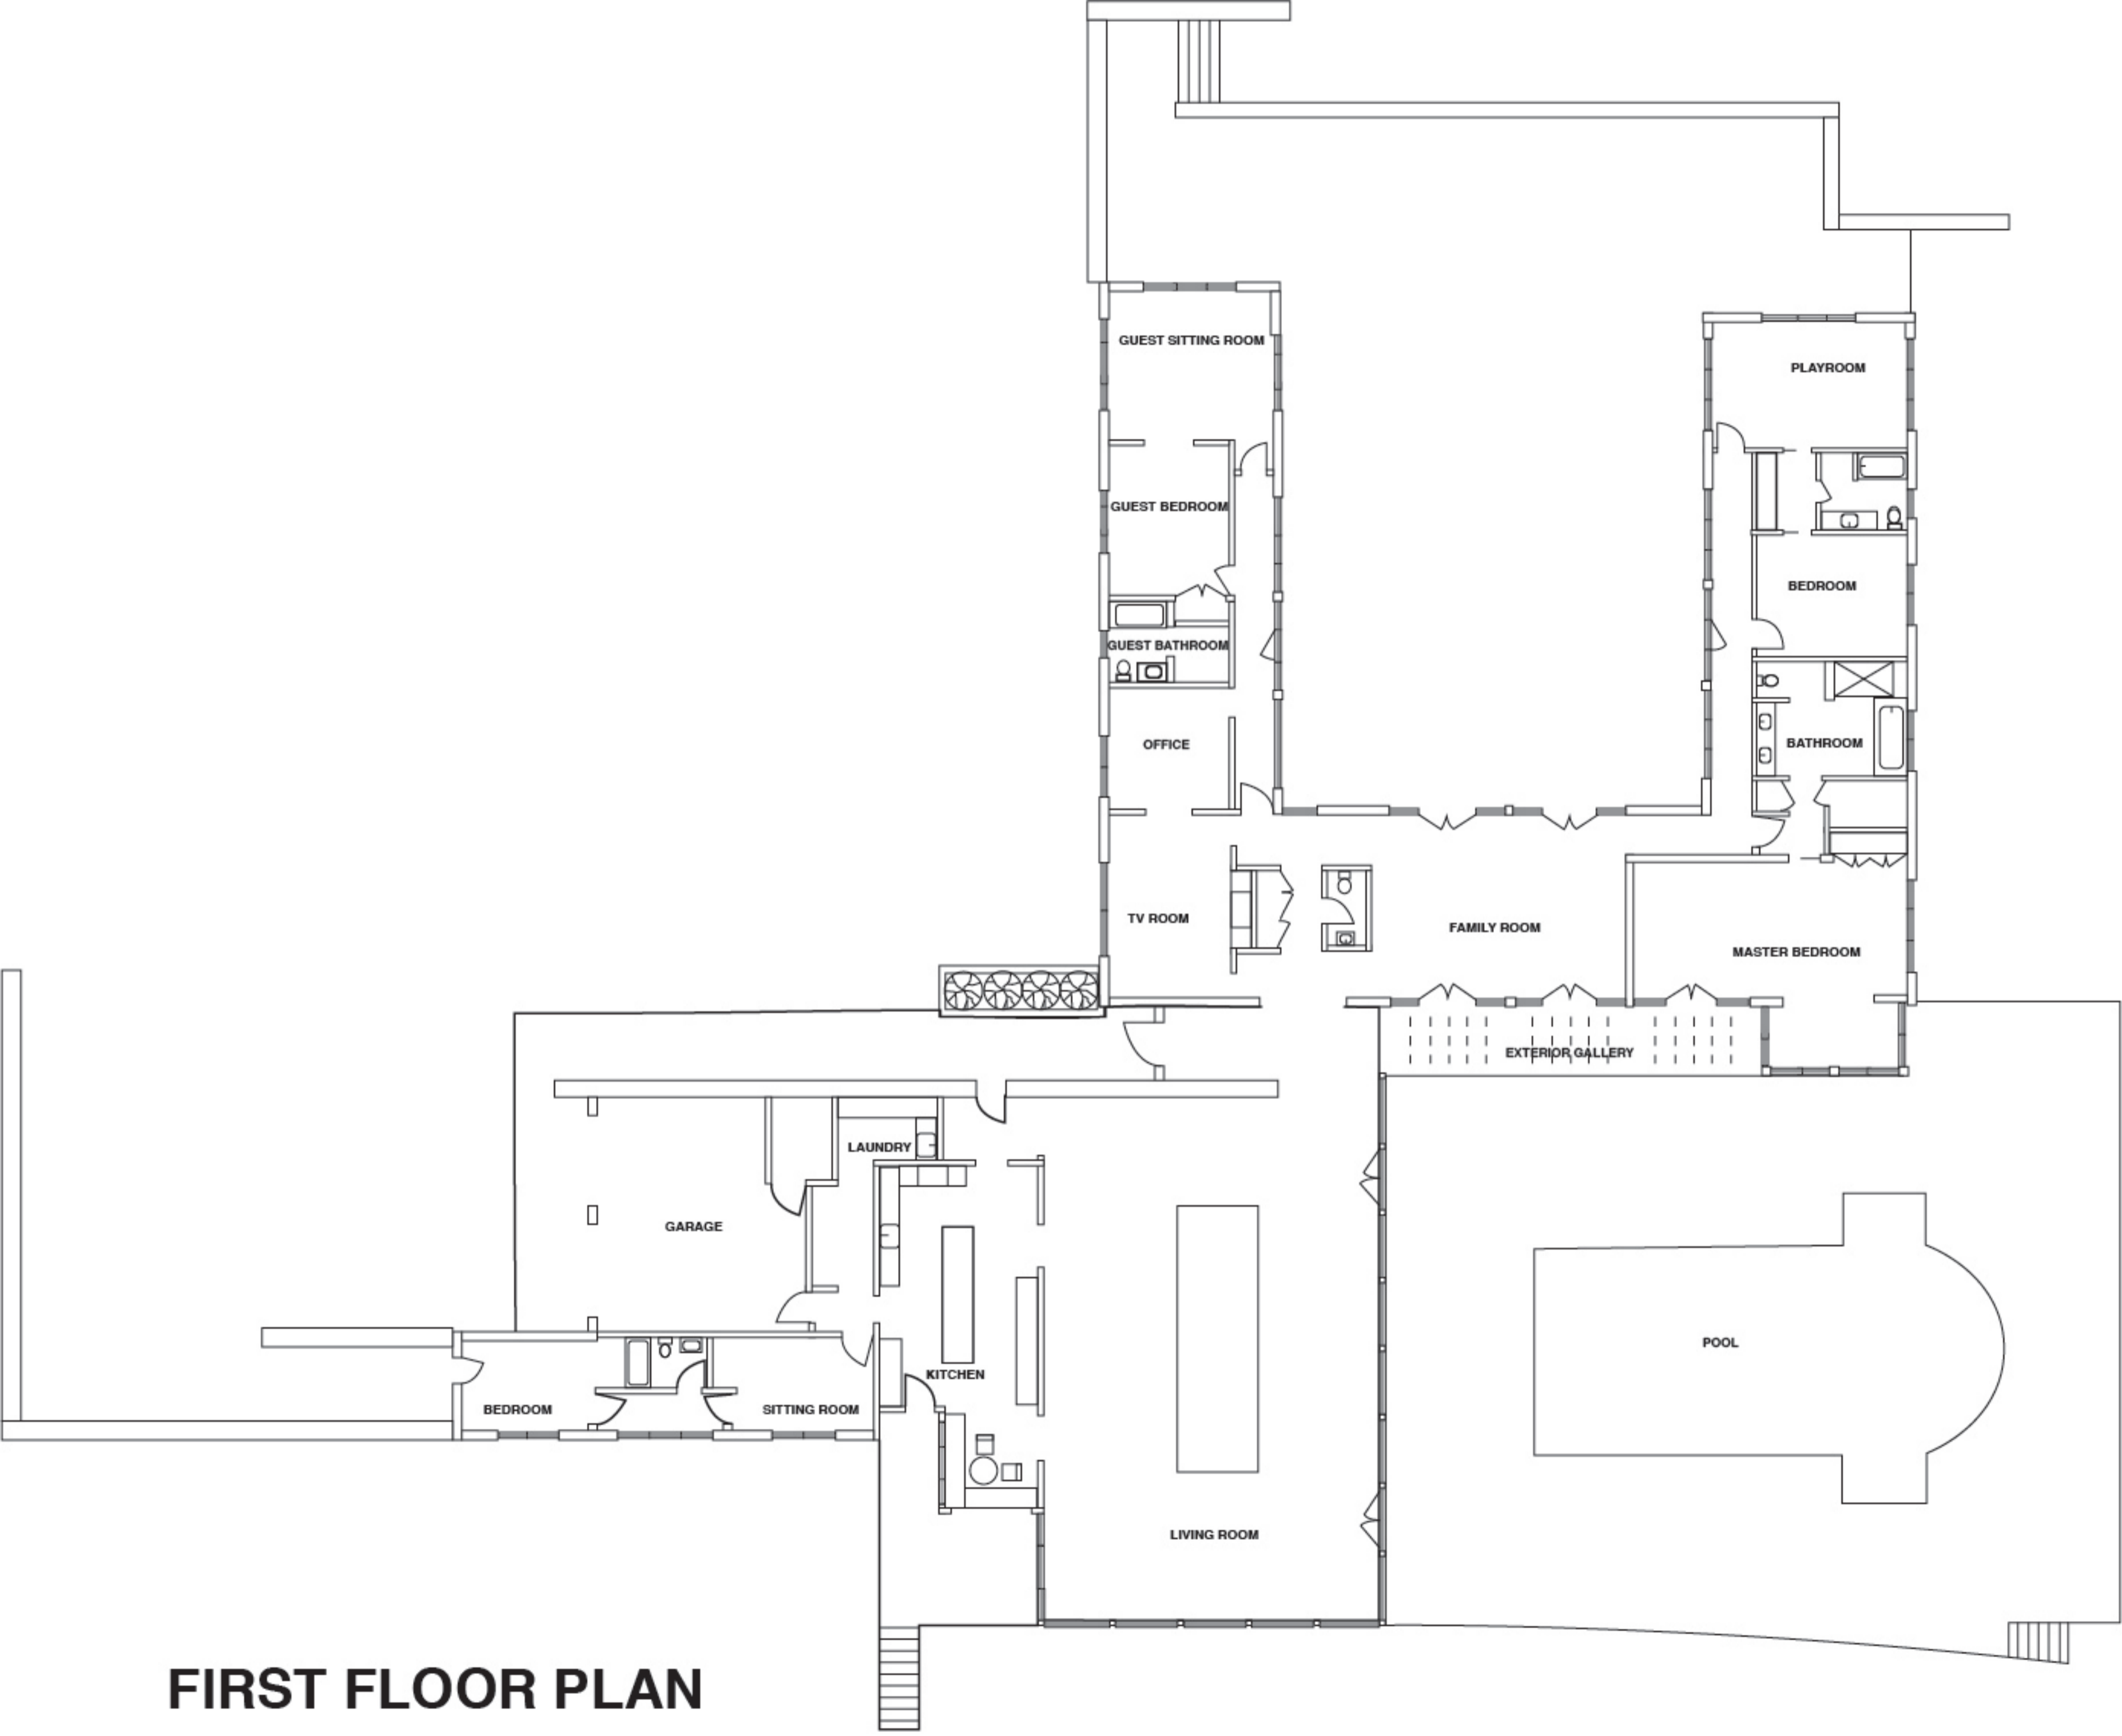 GUEST SITTING ROOM
PLAYROOM
GUEST BEDROOM
BEDROOM
GUEST BATHROOM
OFFICE
BATHROOM
TV ROOM
FAMILY ROOM
MASTER BEDROOM
EXTERIOR GALLERY
LAUNDRY
GARAGE
POOL
KITCHEN
BEDROOM
SITTING ROOM
LIVING ROOM
FIRST FLOOR PLAN